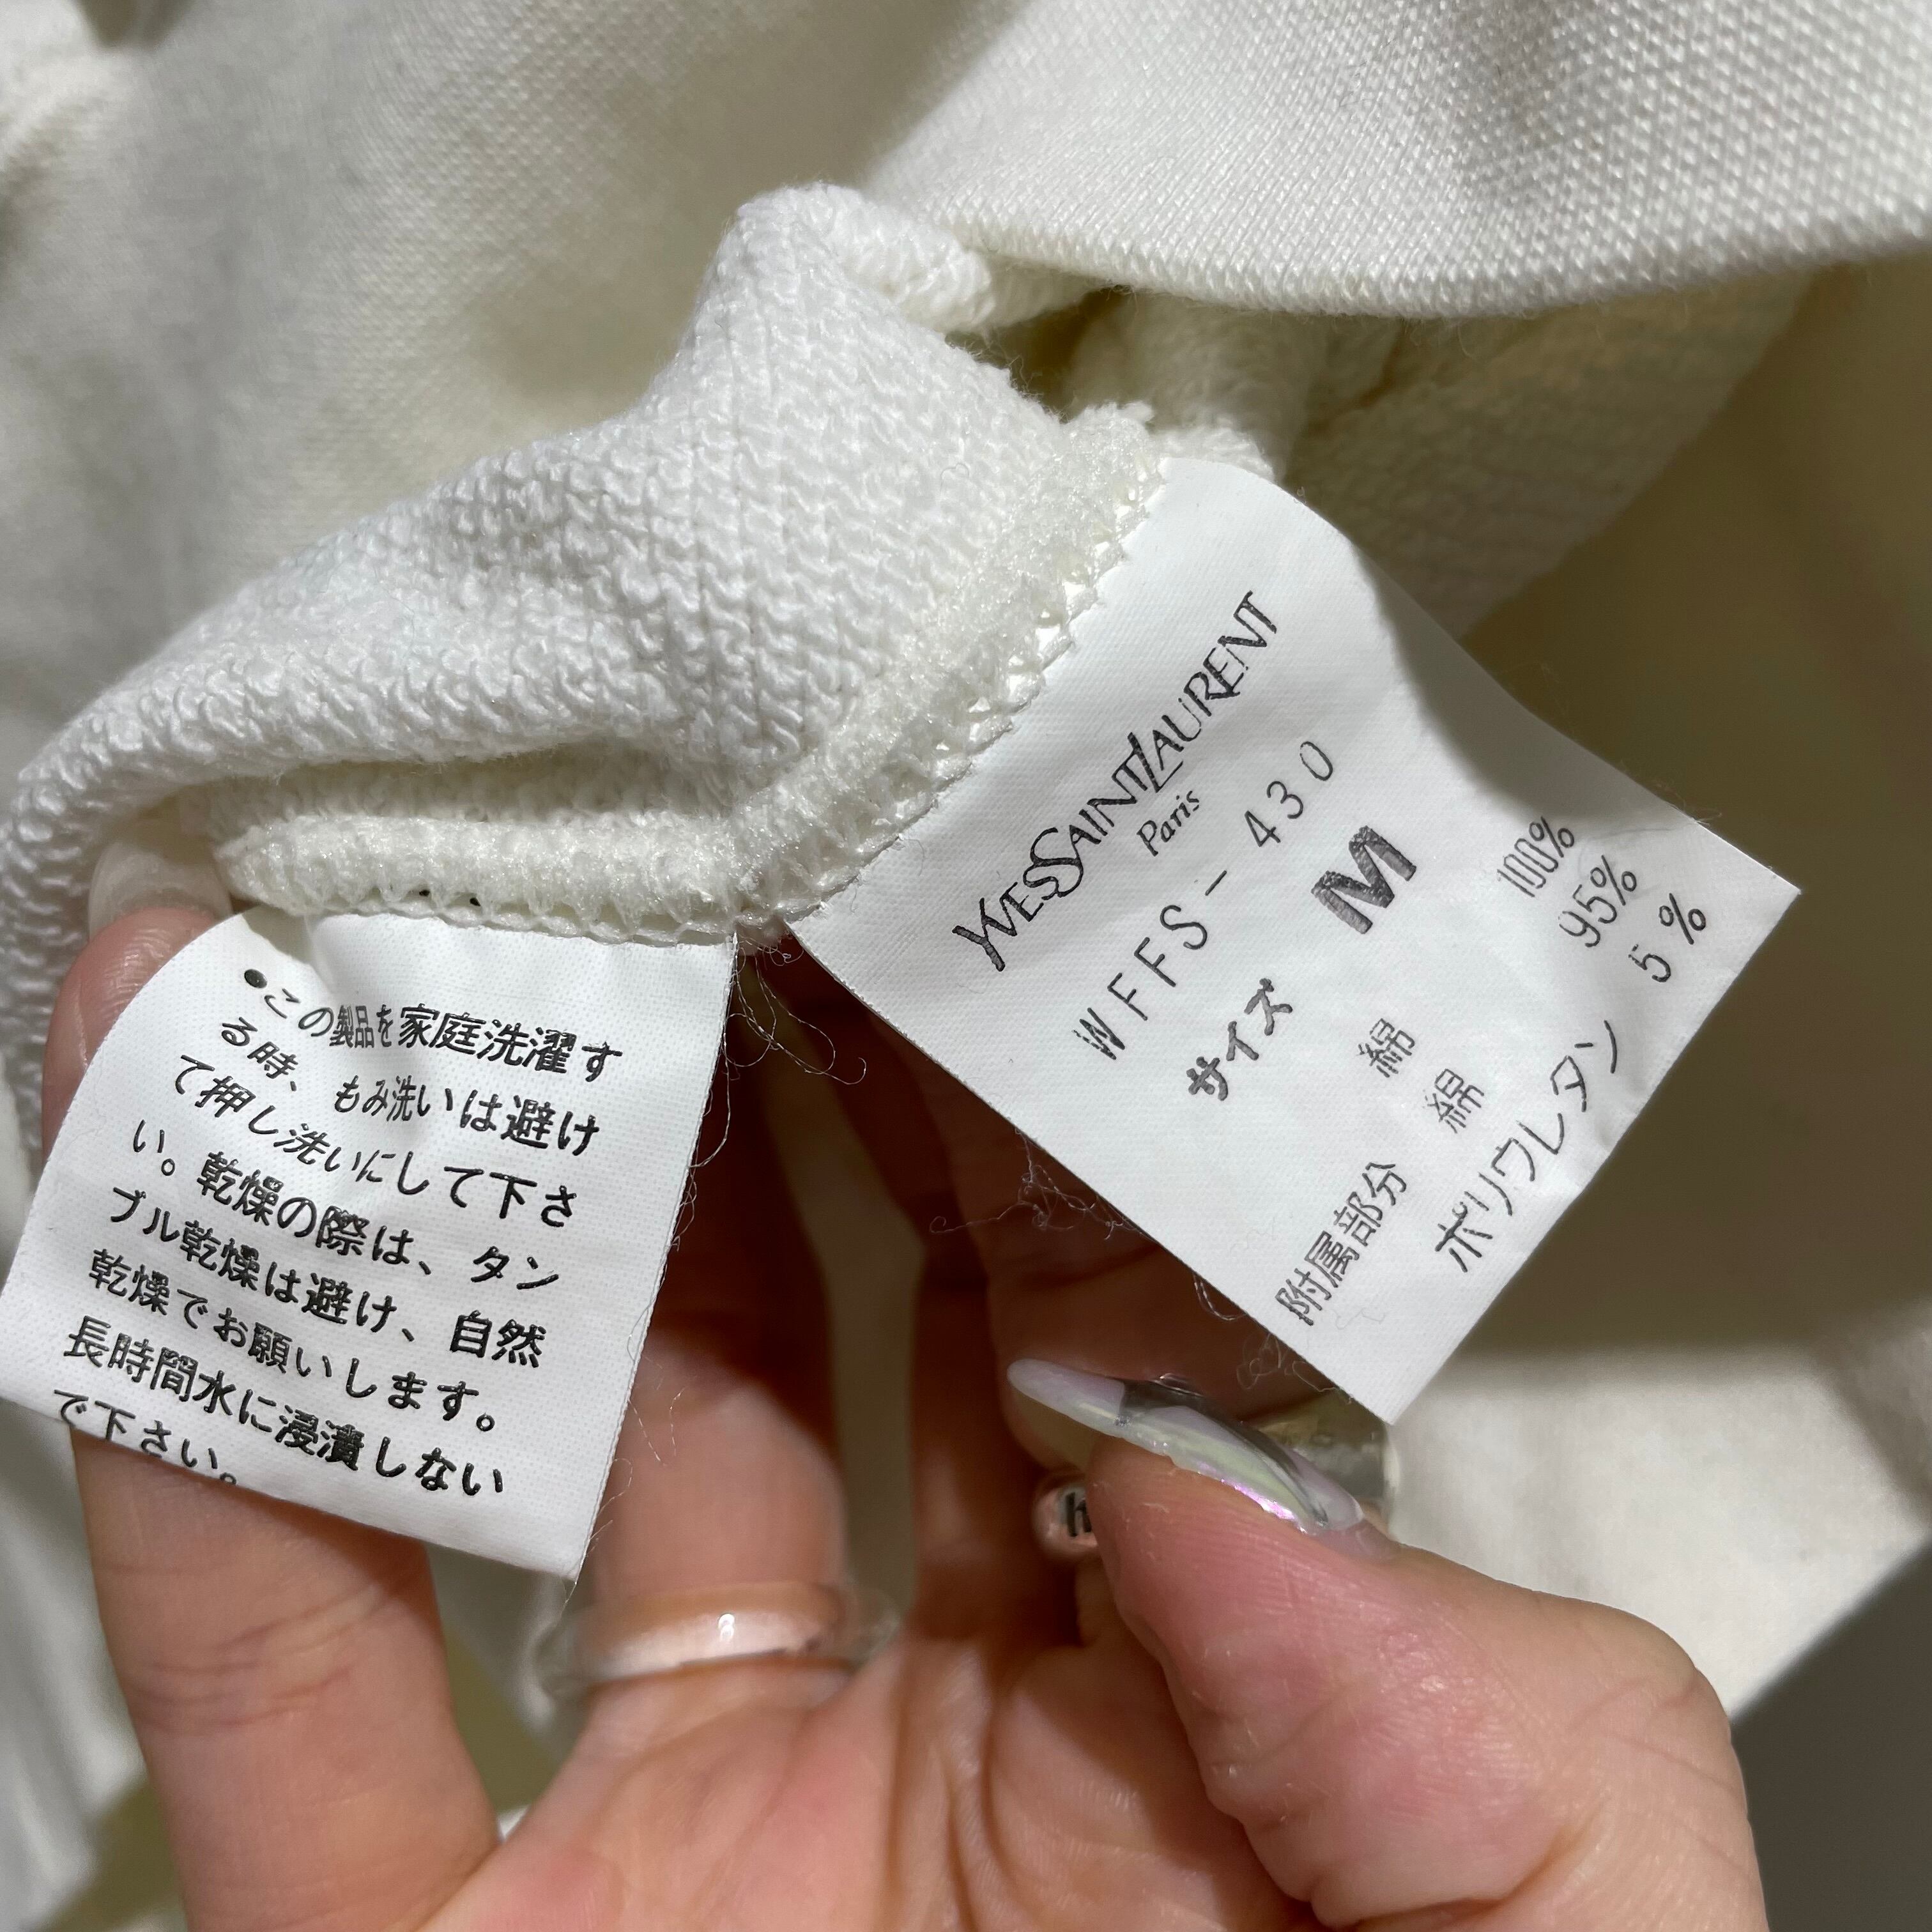 ●この製品を家庭洗濯す
る時、もみ洗いは避け
て押し洗いにして下さ
い。乾燥の際は、タン
ブル乾燥は避け、自然
乾燥でお願いします。
長時間水に浸漬しない
で下さい。
YVESSAINTLAURENT
Paris
WFFS-430
サイズ M
綿 100%
附属部分 綿 95%
ポリウレタン 5%
h